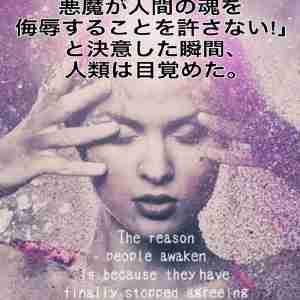 悪魔が人間の魂を
侮辱することを許さない!」
と決意した瞬間、
人類は目覚めた。
The reason
people awaken
Is because they have
finally stopped agreeing